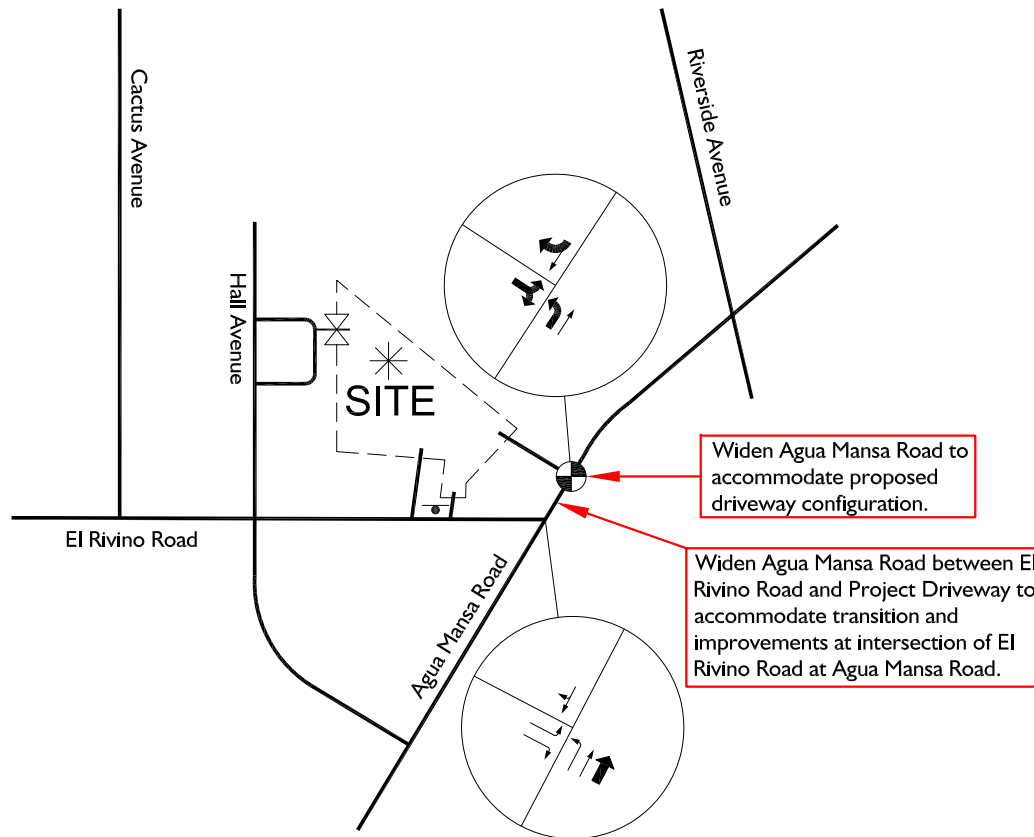 Cactus Avenue
Riverside Avenue
Hall Avenue
SITE
Widen Agua Mansa Road to
accommodate proposed
driveway configuration.
El Rivino Road
Agua Mansa Road
Widen Agua Mansa Road between El
Rivino Road and Project Driveway to
accommodate transition and
improvements at intersection of El
Rivino Road at Agua Mansa Road.